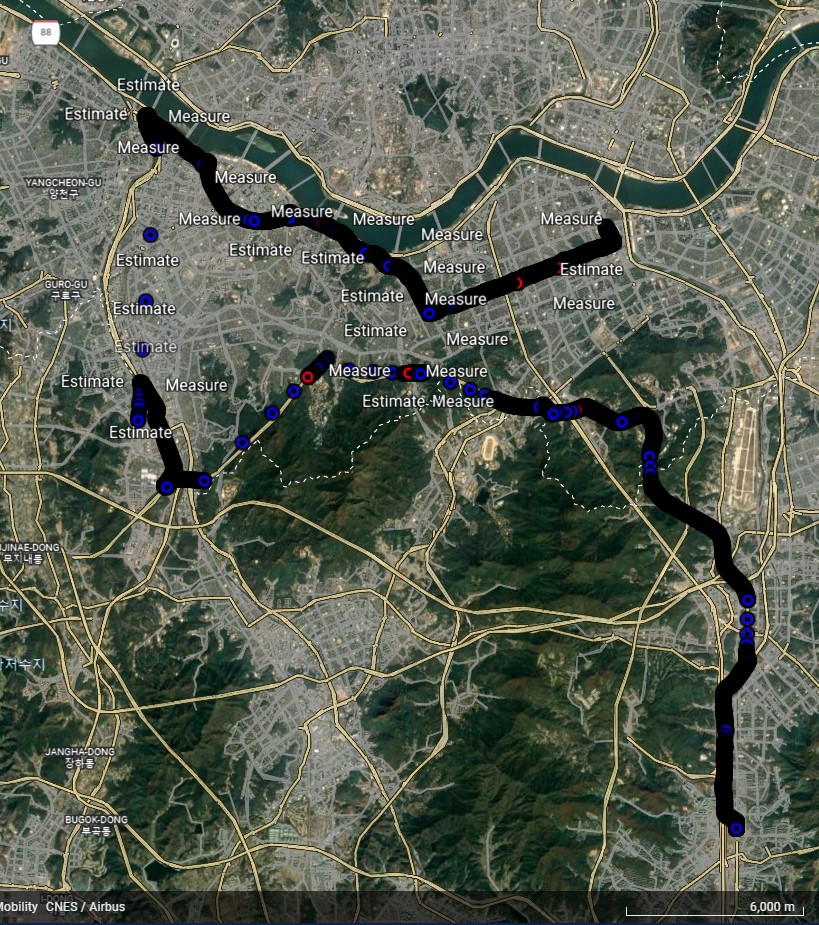 88
Estimate
Estimate
Measure
Measure
YANGCHEON-GU
양천구
Measure
Measure
Measure
Measure
Measure
Measure
Estimate
Estimate
Estimate
Measure
Estimate
GURO-GU
구로구
Estimate
Measure
Measure
Estimate
Estimate
Measure
Estimate
Estimate
Measure
Measure
Measure
Estimate
Measure
Estimate
UJINAE-DONG
무지내동
수지
저수지
JANGHA-DONG
장하동
BUGOK-DONG
부곡동
Mobility CNES / Airbus
6,000 m